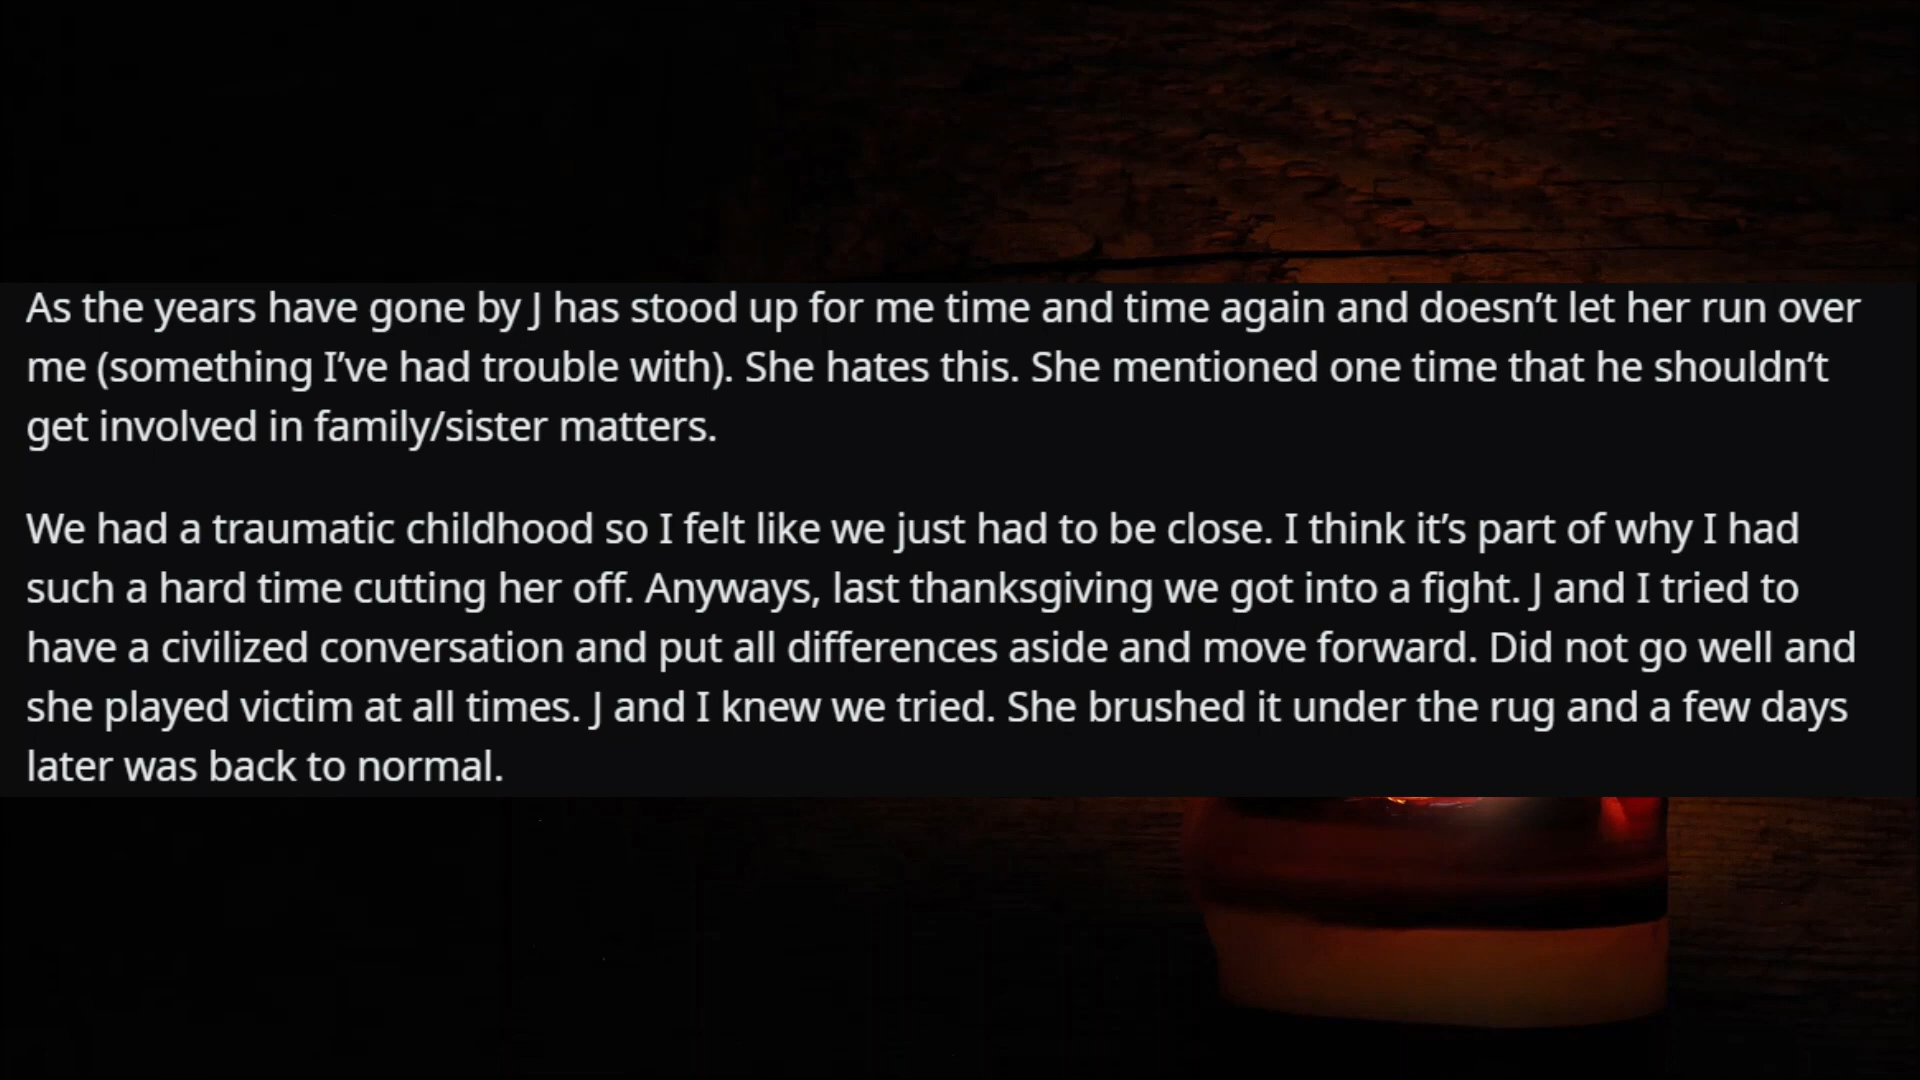 As the years have gone by J has stood up for me time and time again and doesn’t let her run over
me (something I’ve had trouble with). She hates this. She mentioned one time that he shouldn’t
get involved in family/sister matters.
We had a traumatic childhood so I felt like we just had to be close. I think it’s part of why I had
such a hard time cutting her off. Anyways, last thanksgiving we got into a fight. J and I tried to
have a civilized conversation and put all differences aside and move forward. Did not go well and
she played victim at all times. J and I knew we tried. She brushed it under the rug and a few days
later was back to normal.